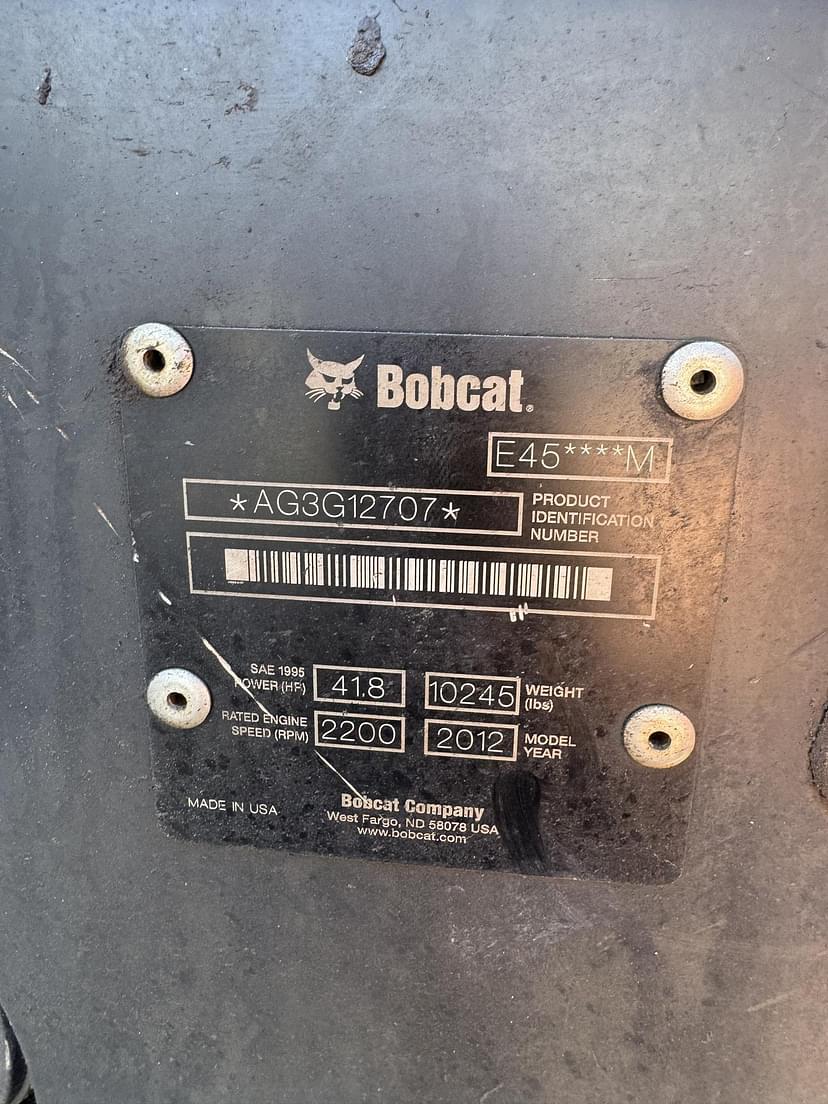 Bobcat®
E45****M
*AG3G12707*
PRODUCT
IDENTIFICATION
NUMBER
SAE 1995
POWER (HP)
41.8
10245
WEIGHT
(lbs)
RATED ENGINE
SPEED (RPM)
2200
2012
MODEL
YEAR
MADE IN USA
Bobcat Company
West Fargo, ND 58078 USA
www.bobcat.com